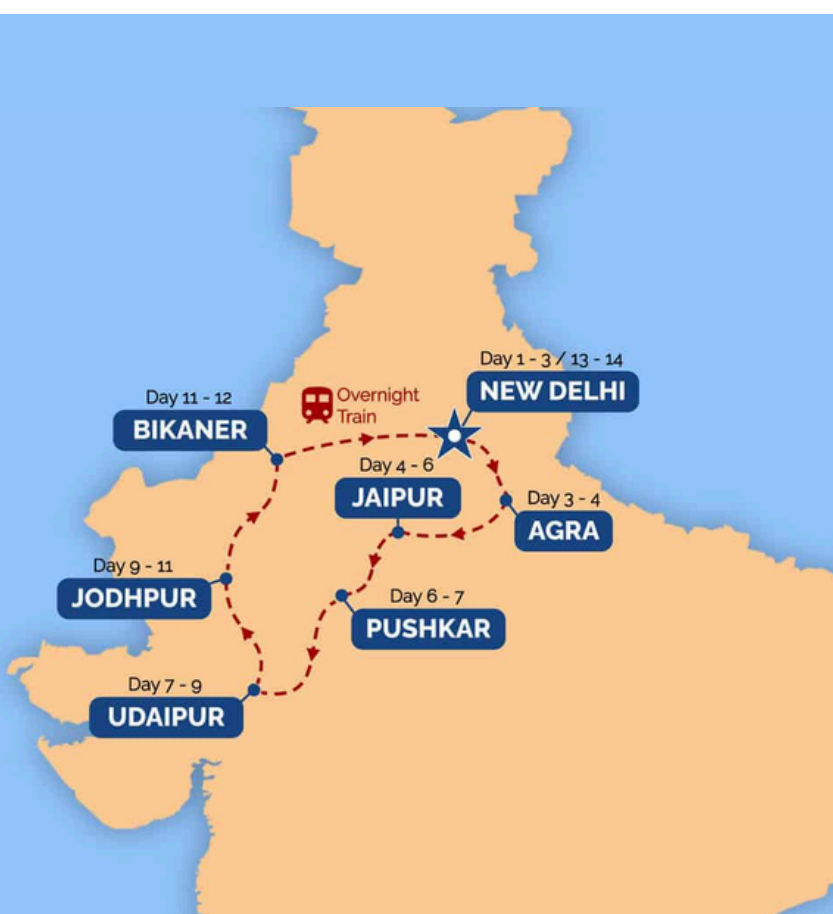 Day 1 - 3 / 13 - 14
NEW DELHI
Overnight
Train
Day 11 - 12
BIKANER
Day 4 - 6
JAIPUR
Day 3 - 4
AGRA
Day 9 - 11
JODHPUR
Day 6 - 7
PUSHKAR
Day 7 - 9
UDAIPUR